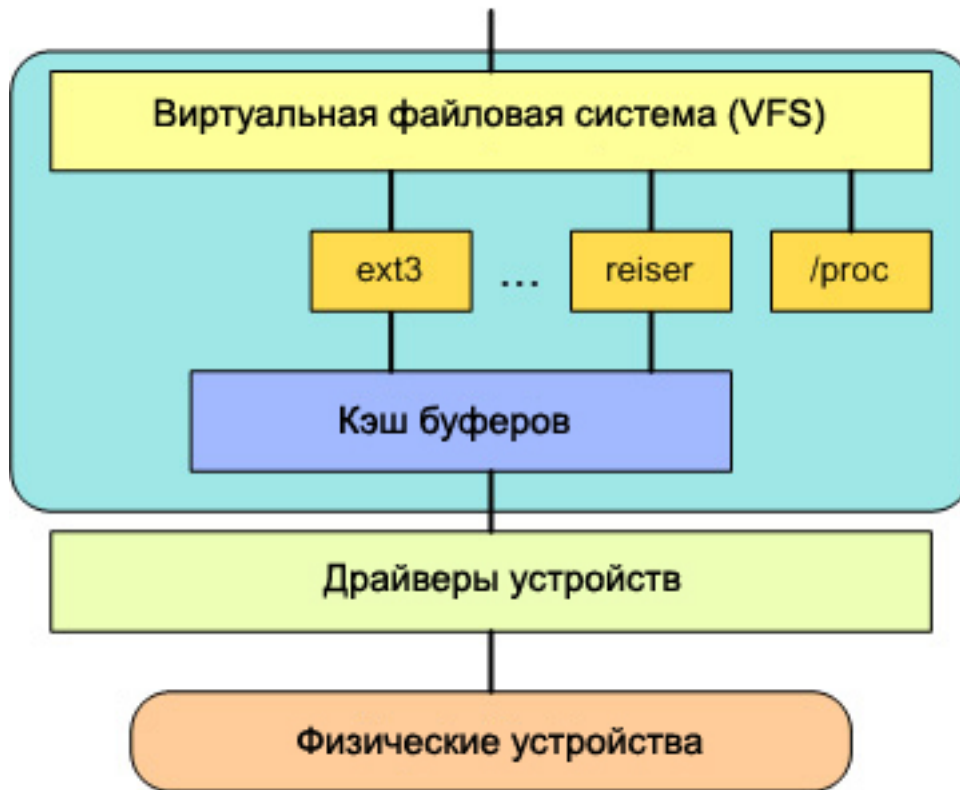 Виртуальная файловая система (VFS)
ext3 ... reiser /proc
Кэш буферов
Драйверы устройств
Физические устройства